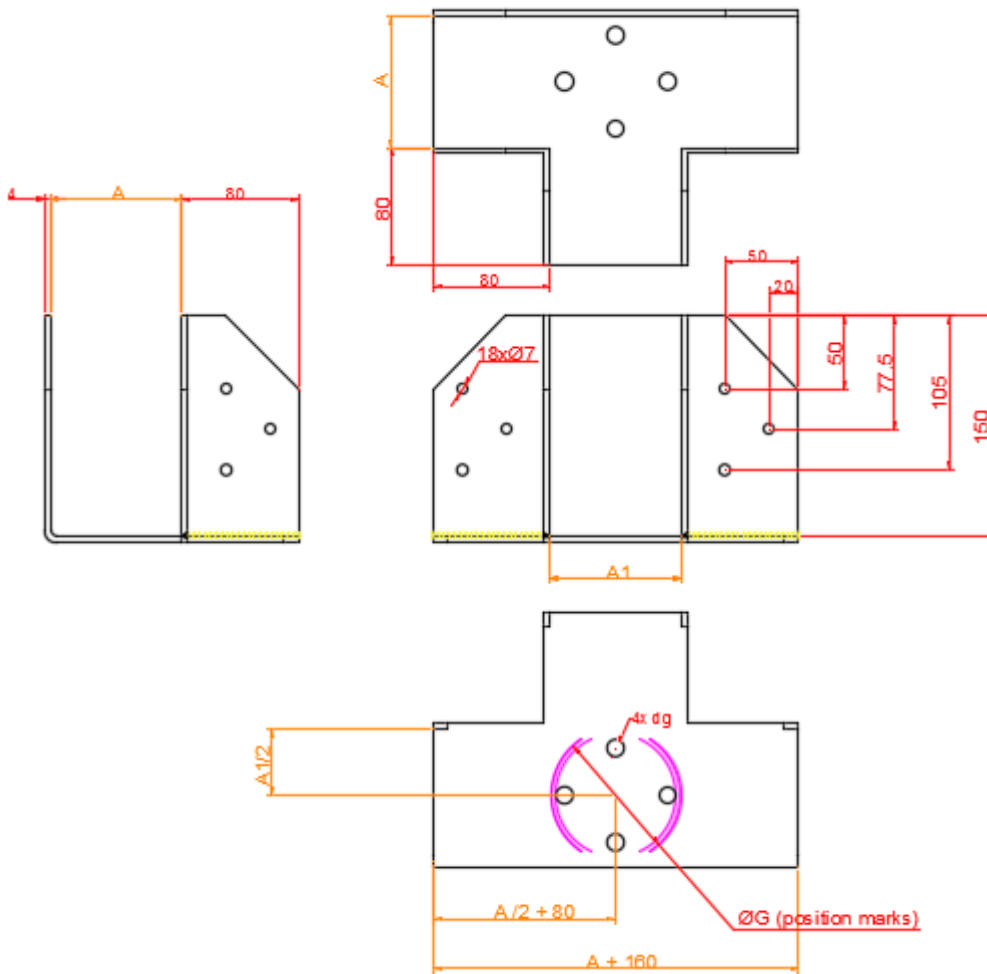 A
80
80
4
A
80
50
20
18xØ7
50
77,5
105
150
A1
4x dg
A1/2
A/2 + 80
ØG (position marks)
A + 160